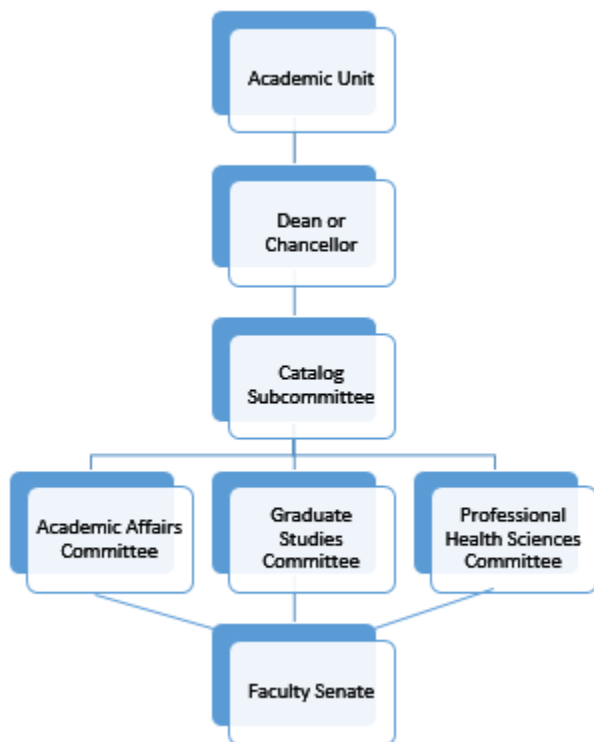 Academic Unit
Dean or
Chancellor
Catalog
Subcommittee
Academic Affairs
Committee
Graduate
Studies
Committee
Professional
Health Sciences
Committee
Faculty Senate